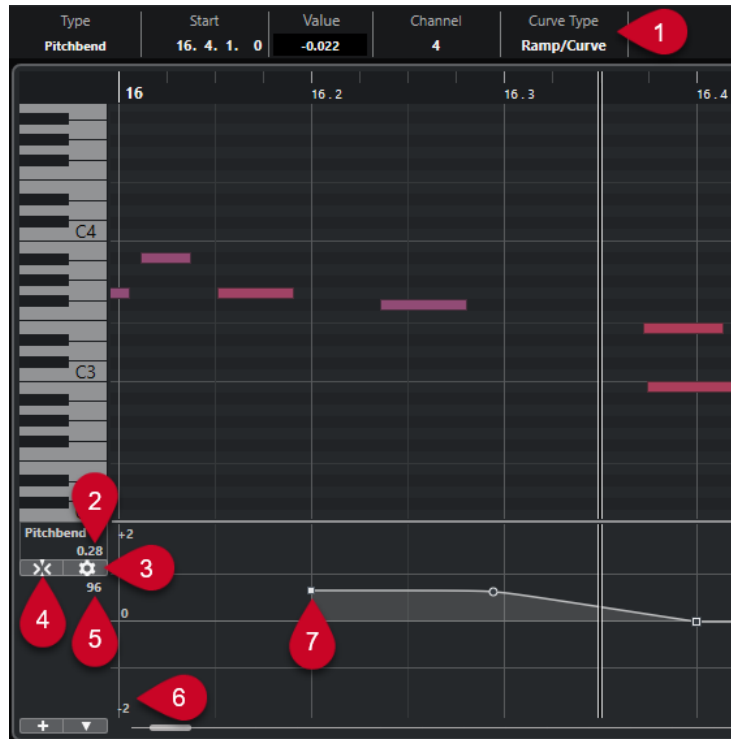 Type Start Value Channel Curve Type
Pitchbend 16. 4. 1. 0 -0.022 4 Ramp/Curve
1
16 16.2 16.3 16.4
C4
C3
2
Pitchbend +2
0.28
3
96
4 5 0 7
6
-2